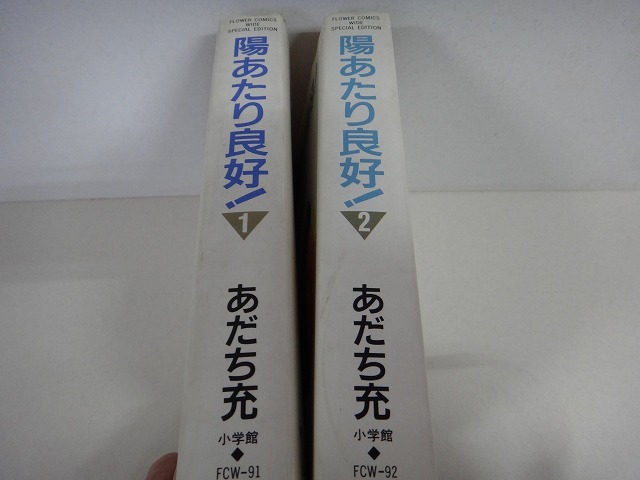 FLOWER COMICS
WIDE
SPECIAL EDITION
陽あたり良好!
1
あだち充
小学館
FCW-91
FLOWER COMICS
WIDE
SPECIAL EDITION
陽あたり良好!
2
あだち充
小学館
FCW-92